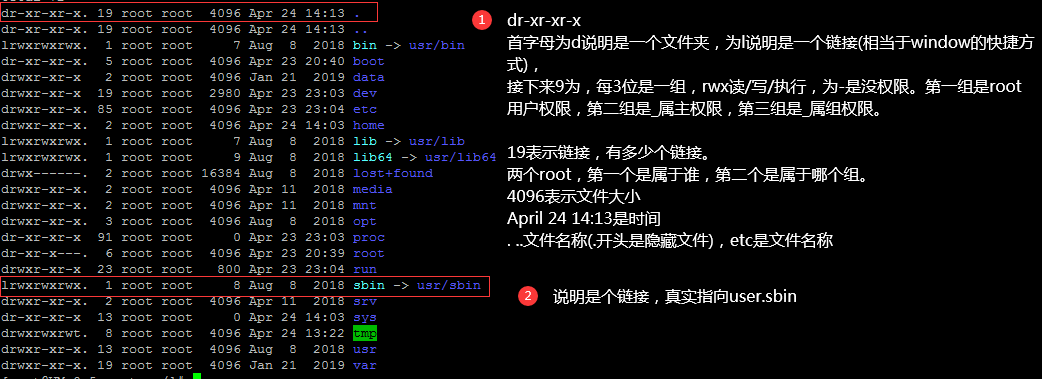 dr-xr-xr-x. 19 root root  4096 Apr 24 14:13 .
dr-xr-xr-x. 19 root root  4096 Apr 24 14:13 ..
lrwxrwxrwx.  1 root root     7 Aug  8  2018 bin -> usr/bin
dr-xr-xr-x.  5 root root  4096 Apr 23 20:40 boot
drwxr-xr-x   2 root root  4096 Jan 21  2019 data
drwxr-xr-x  19 root root  2980 Apr 23 23:03 dev
drwxr-xr-x. 85 root root  4096 Apr 23 23:04 etc
drwxr-xr-x.  2 root root  4096 Apr 24 14:03 home
lrwxrwxrwx.  1 root root     7 Aug  8  2018 lib -> usr/lib
lrwxrwxrwx.  1 root root     9 Aug  8  2018 lib64 -> usr/lib64
drwx------.  2 root root 16384 Aug  8  2018 lost+found
drwxr-xr-x.  2 root root  4096 Apr 11  2018 media
drwxr-xr-x.  2 root root  4096 Apr 11  2018 mnt
drwxr-xr-x.  3 root root  4096 Aug  8  2018 opt
dr-xr-xr-x  91 root root     0 Apr 23 23:03 proc
dr-xr-x---.  6 root root  4096 Apr 23 20:39 root
drwxr-xr-x  23 root root   800 Apr 23 23:04 run
lrwxrwxrwx.  1 root root     8 Aug  8  2018 sbin -> usr/sbin
drwxr-xr-x.  2 root root  4096 Apr 11  2018 srv
dr-xr-xr-x  13 root root     0 Apr 24 14:03 sys
drwxrwxrwt.  8 root root  4096 Apr 24 13:22 tmp
drwxr-xr-x. 13 root root  4096 Aug  8  2018 usr
drwxr-xr-x. 19 root root  4096 Jan 21  2019 var
1 dr-xr-xr-x
首字母为d说明是一个文件夹，为l说明是一个链接(相当于window的快捷方
式)，
接下来9为，每3位是一组，rwx读/写/执行，为-是没权限。第一组是root
用户权限，第二组是_属主权限，第三组是_属组权限。
19表示链接，有多少个链接。
两个root，第一个是属于谁，第二个是属于哪个组。
4096表示文件大小
April 24 14:13是时间
. ..文件名称(.开头是隐藏文件)，etc是文件名称
2 说明是个链接，真实指向user.sbin